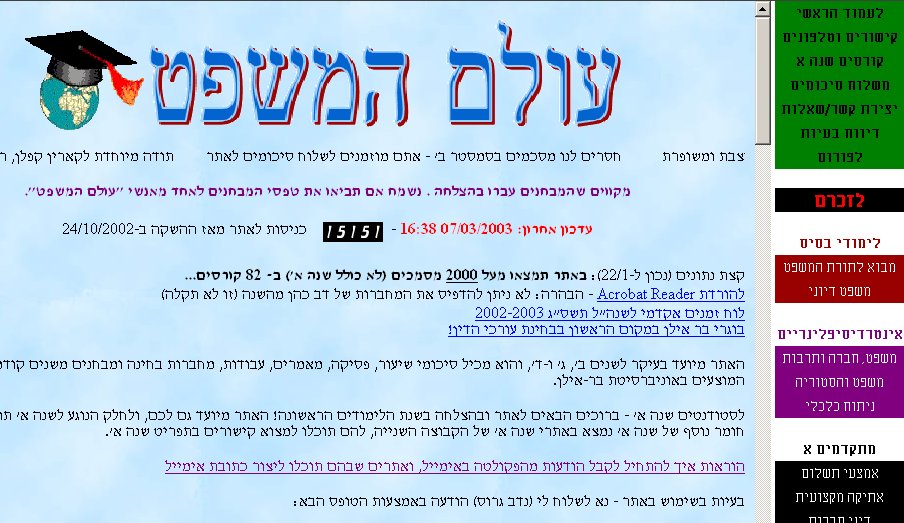 עולם המשפט
צבת ומשופרת חסרים לנו מסכמים בסמסטר ב' - אתם מוזמנים לשלוח סיכומים לאתר תודה מיוחדת לקארין קפלן,
מקווים שהמבחנים עברו בהצלחה . נשמח אם תביאו את טפסי המבחנים לאחד מאנשי "עולם המשפט".
עדכון אחרון: 07/03/2003 16:38 - 15151 כניסות לאתר מאז ההשקה ב-24/10/2002
קצת נתונים (נכון ל-22/1): באתר תמצאו מעל 2000 מסמכים (לא כולל שנה א') ב- 82 קורסים...
להורדת Acrobat Reader - הבהרה: לא ניתן להדפיס את המחברות של דב כהן מהשנה (זו לא תקלה)
לוח זמנים אקדמי לשנה"ל תשס"ג 2002-2003
בוגרי בר אילן במקום הראשון בבחינת עורכי הדין!
האתר מיועד בעיקר לשנים ב', ג' ו-ד', והוא מכיל סיכומי שיעור, פסיקה, מאמרים, עבודות, מחברות בחינה ומבחנים משנים
המוצעים באוניברסיטת בר-אילן.
לסטודנטים שנה א' - ברוכים הבאים לאתר ובהצלחה בשנת הלימודים הראשונה! האתר מיועד גם לכם, ולחלק הנוגע לשנה א'
חומר נוסף של שנה א' נמצא באתרי שנה א' של הקבוצה השנייה, להם תוכלו למצוא קישורים בתפריט שנה א'.
הוראות איך להתחיל לקבל הודעות מהפקולטה באימייל, ואתרים שבהם תוכלו ליצור כתובת אימייל
בעיות בשימוש באתר - נא לשלוח לי (נדב גרוס) הודעה באמצעות הטופס הבא:
לעמוד הראשי
קישורים וטלפונים
קורסים שנה א
משלוח סיכומים
יצירת קשר/שאלות
דיווח בעיות
לפורום
לזכרם
לימודי בסיס
מבוא לתורת המשפט
משפט דיוני
אינטרדיסיפלינריים
משפט, חברה ותרבות
משפט והסטוריה
ניתוח כלכלי
מתקדמים א
אמצעי תשלום
אתיקה מקצועית
דיני חברות